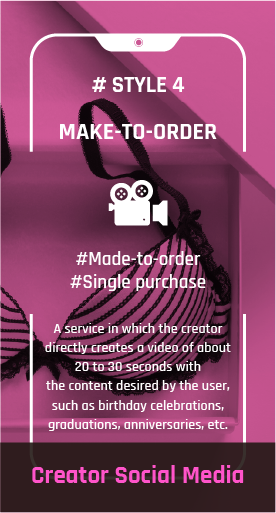 # STYLE 4
MAKE-TO-ORDER
#Made-to-order
#Single purchase
A service in which the creator
directly creates a video of about
20 to 30 seconds with
the content desired by the user,
such as birthday celebrations,
graduations, anniversaries, etc.
Creator Social Media